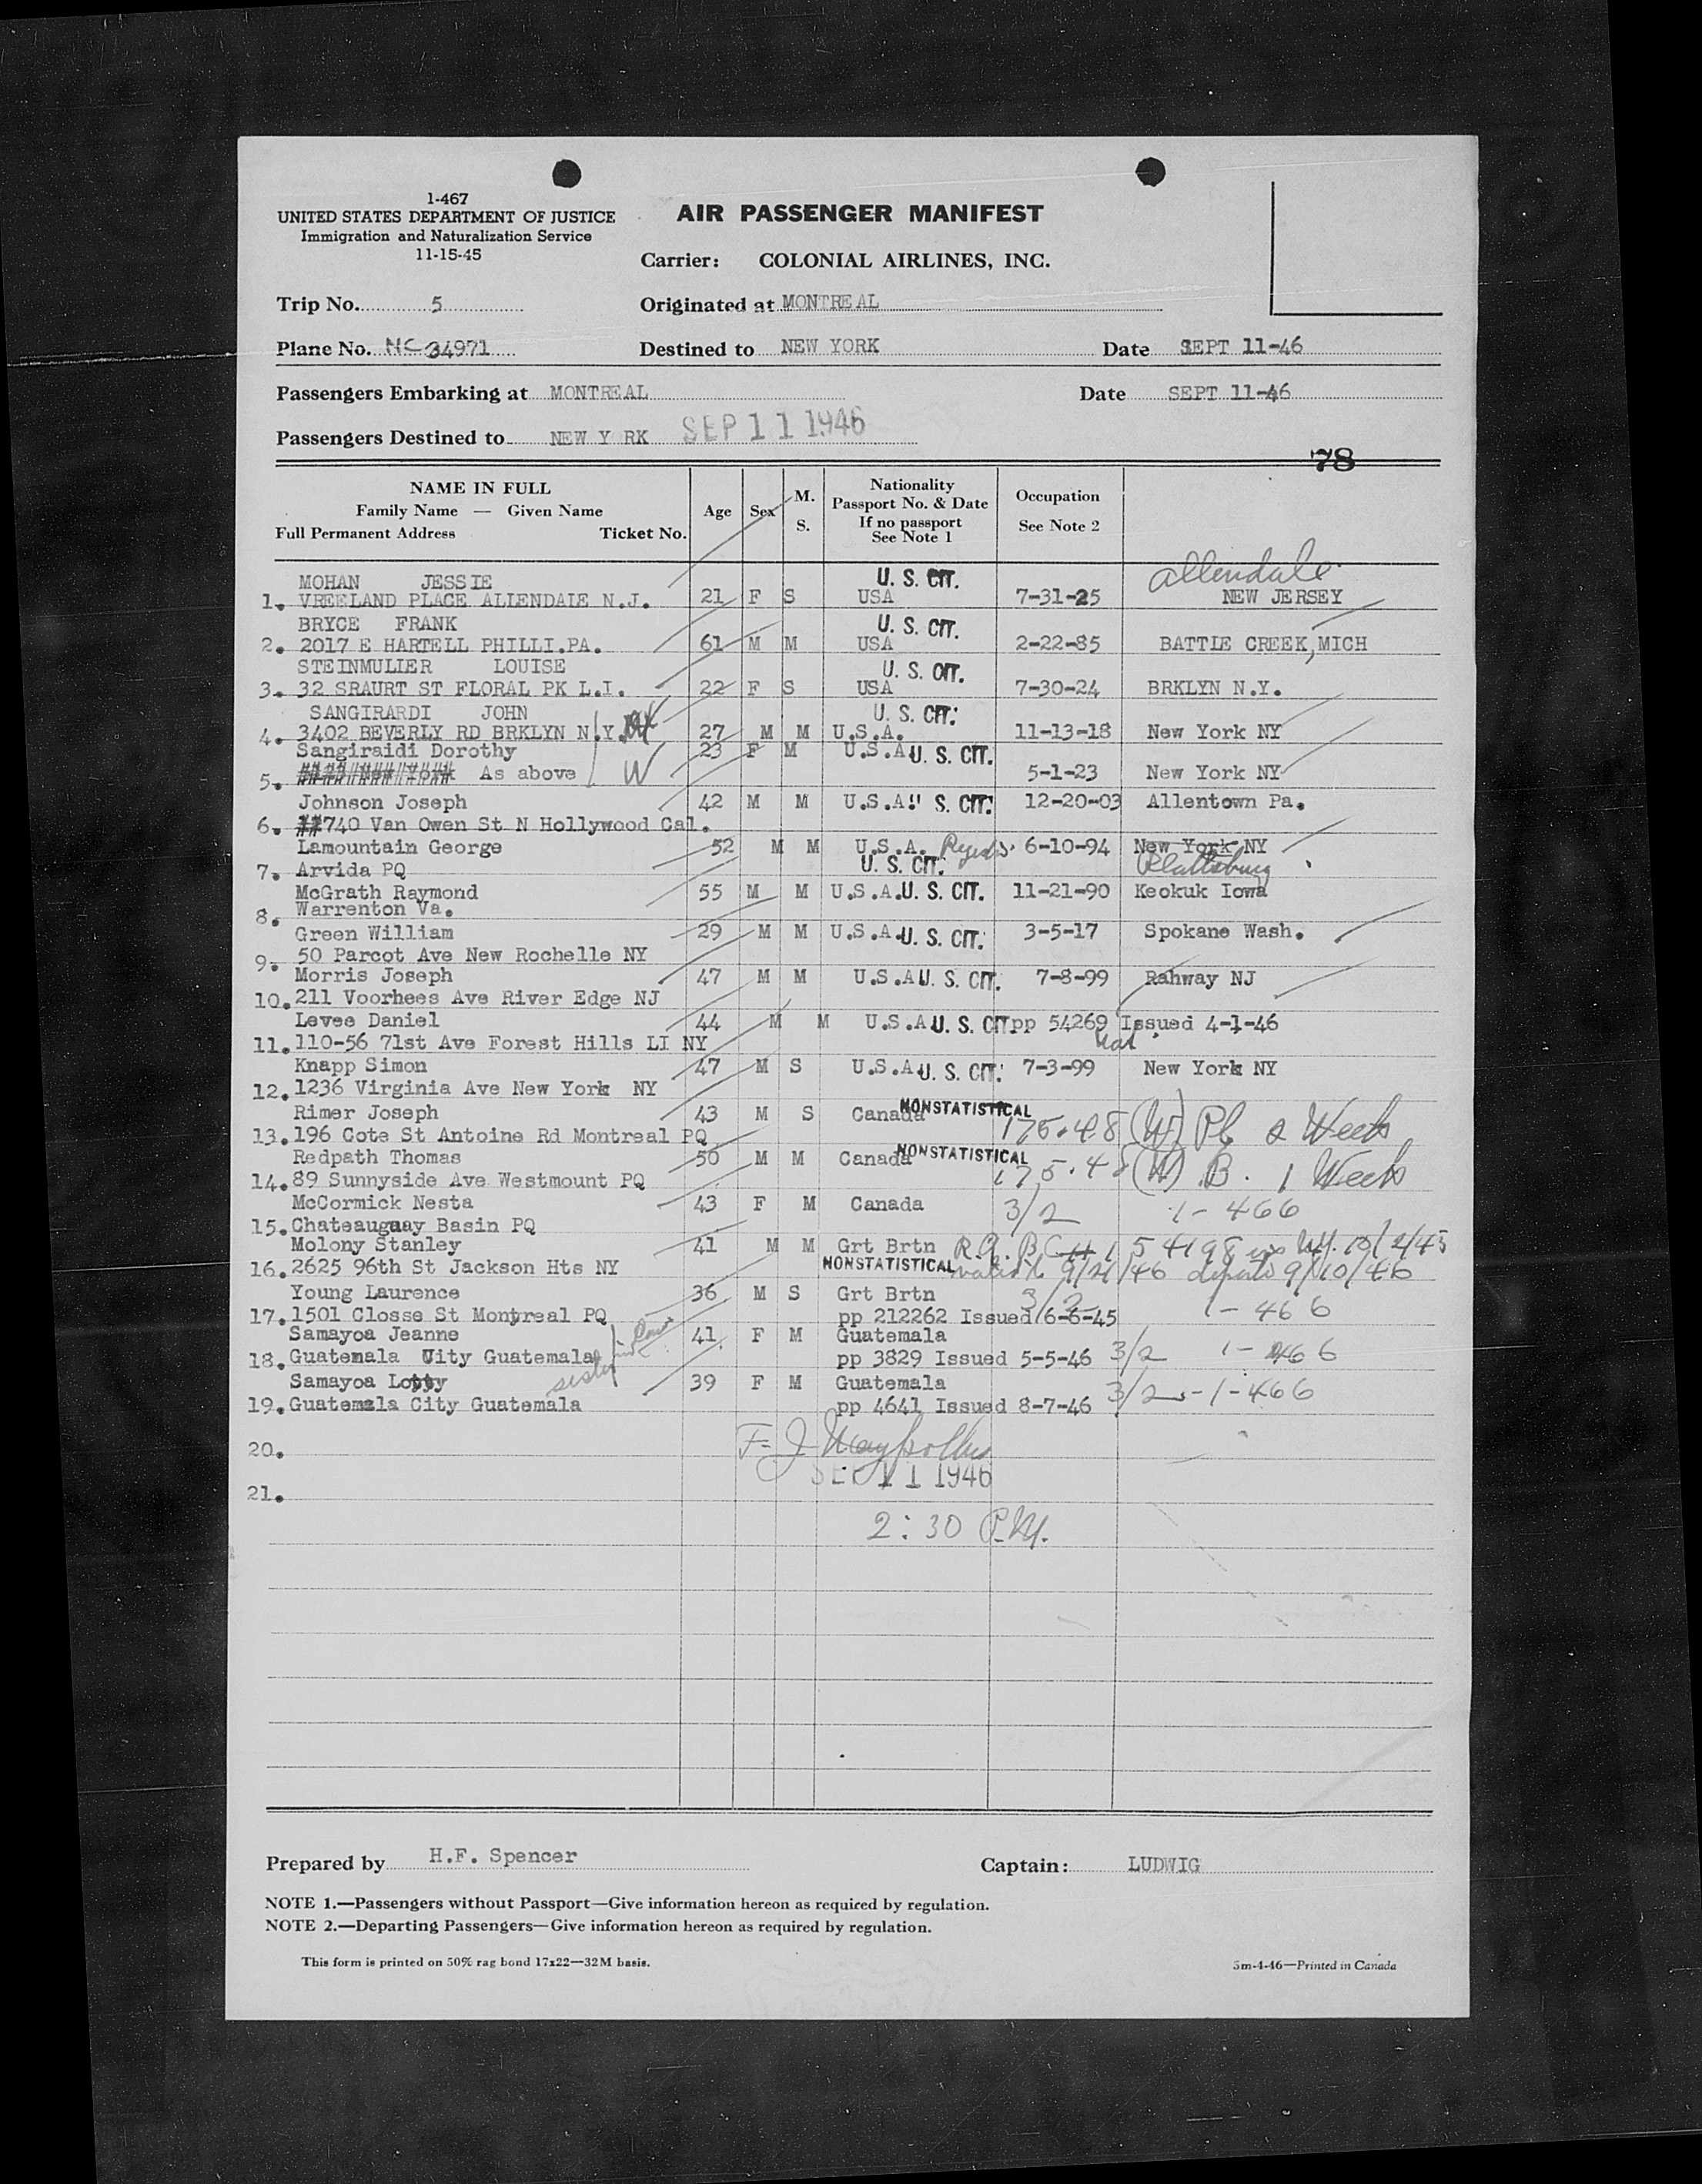 1-467
UNITED STATES DEPARTMENT OF JUSTICE
Immigration and Naturalization Service
11-15-45
AIR PASSENGER MANIFEST
Carrier: COLONIAL AIRLINES, INC.
Trip No. 5 Originated at MONTREAL
Plane No. NC34971 Destined to NEW YORK Date SEPT 11-46
Passengers Embarking at MONTREAL Date SEPT 11-46
Passengers Destined to NEW Y RK SEP 11 1946
78
NAME IN FULL
Family Name — Given Name
Full Permanent Address Ticket No.
Age
Sex
M.
S.
Nationality
Passport No. & Date
If no passport
See Note 1
Occupation
See Note 2
MOHAN JESSIE U. S. CIT. Allendale
1. VREELAND PLACE ALLENDALE N.J. 21 F S USA 7-31-25 NEW JERSEY
BRYCE FRANK U. S. CIT.
2. 2017 E HARTELL PHILLI.PA. 61 M M USA 2-22-85 BATTLE CREEK,MICH
STEINMULLER LOUISE U. S. CIT.
3. 32 SRAURT ST FLORAL PK L.I. 22 F S USA 7-30-24 BRKLYN N.Y.
SANGIRARDI JOHN U. S. CIT.
4. 3402 BEVERLY RD BRKLYN N.Y. H 27 M M U.S.A. 11-13-18 New York NY
Sangiraidi Dorothy 23 F M U.S.A U. S. CIT.
5. As above W 5-1-23 New York NY
Johnson Joseph 42 M M U.S.A U. S. CIT. 12-20-03 Allentown Pa.
6. ##740 Van Owen St N Hollywood Cal.
Lamountain George 52 M M U.S.A. 6-10-94 New York NY
7. Arvida PQ U. S. CIT. Plattsburg
McGrath Raymond 55 M M U.S.A. U. S. CIT. 11-21-90 Keokuk Iowa
8. Warrenton Va.
Green William 29 M M U.S.A. U. S. CIT. 3-5-17 Spokane Wash.
9. 50 Parcot Ave New Rochelle NY
Morris Joseph 47 M M U.S.A U. S. CIT. 7-8-99 Rahway NJ
10. 211 Voorhees Ave River Edge NJ
Levee Daniel 44 M M U.S.A U. S. CIT pp 54269 Issued 4-1-46
11. 110-56 71st Ave Forest Hills LI NY Nat
Knapp Simon 47 M S U.S.A U. S. CIT. 7-3-99 New York NY
12. 1236 Virginia Ave New York NY
Rimer Joseph 43 M S Canada NONSTATISTICAL
13. 196 Cote St Antoine Rd Montreal PQ 175.48 (W) Pl 2 Weeks
Redpath Thomas 50 M M Canada NONSTATISTICAL
14. 89 Sunnyside Ave Westmount PQ 175.48 (W) B. 1 Week
McCormick Nesta 43 F M Canada 3/2 1-466
15. Chateauguay Basin PQ
Molony Stanley 41 M M Grt Brtn
16. 2625 96th St Jackson Hts NY NONSTATISTICAL 9/10/46
Young Laurence 36 M S Grt Brtn 3/2
17. 1501 Closse St Montreal PQ pp 212262 Issued 6-6-45 1-466
Samayoa Jeanne 41 F M Guatemala
18. Guatemala City Guatemala pp 3829 Issued 5-5-46 3/2 1-466
sister in law
Samayoa Lotty 39 F M Guatemala
19. Guatemala City Guatemala pp 4641 Issued 8-7-46 3/2 - 1-466
20. F. J.
SEP 11 1946
21.
2:30 P.M.
Prepared by H.F. Spencer Captain: LUDWIG
NOTE 1.—Passengers without Passport—Give information hereon as required by regulation.
NOTE 2.—Departing Passengers—Give information hereon as required by regulation.
This form is printed on 50% rag bond 17x22—32M basis. 5m-4-46—Printed in Canada